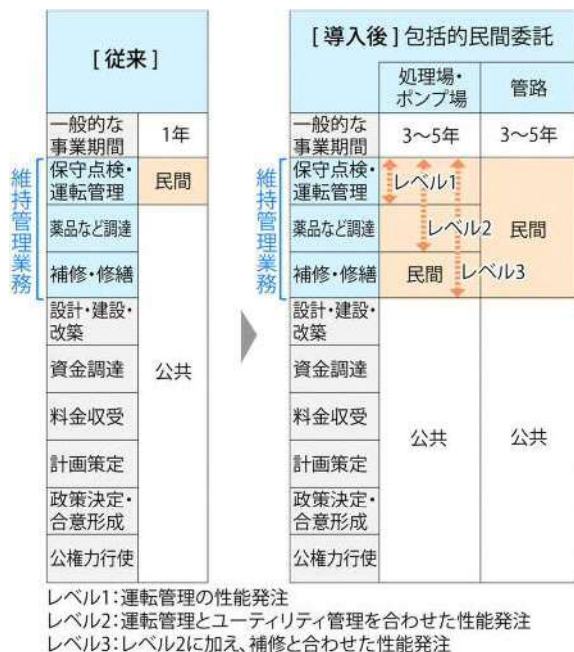 [従来]
一般的な
事業期間
1年
維持管理業務
保守点検・
運転管理
民間
薬品など調達
補修・修繕
設計・建設・
改築
資金調達
公共
料金収受
計画策定
政策決定・
合意形成
公権力行使
[導入後]包括的民間委託
処理場・
ポンプ場
管路
一般的な
事業期間
3～5年
3～5年
維持管理業務
保守点検・
運転管理
レベル1
薬品など調達
レベル2
民間
補修・修繕
民間
レベル3
設計・建設・
改築
資金調達
料金収受
公共
公共
計画策定
政策決定・
合意形成
公権力行使
レベル1：運転管理の性能発注
レベル2：運転管理とユーティリティ管理を合わせた性能発注
レベル3：レベル2に加え、補修と合わせた性能発注